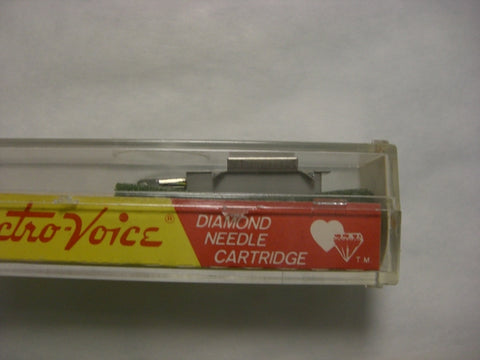 ctro-Voice®
DIAMOND
NEEDLE
CARTRIDGE
TM